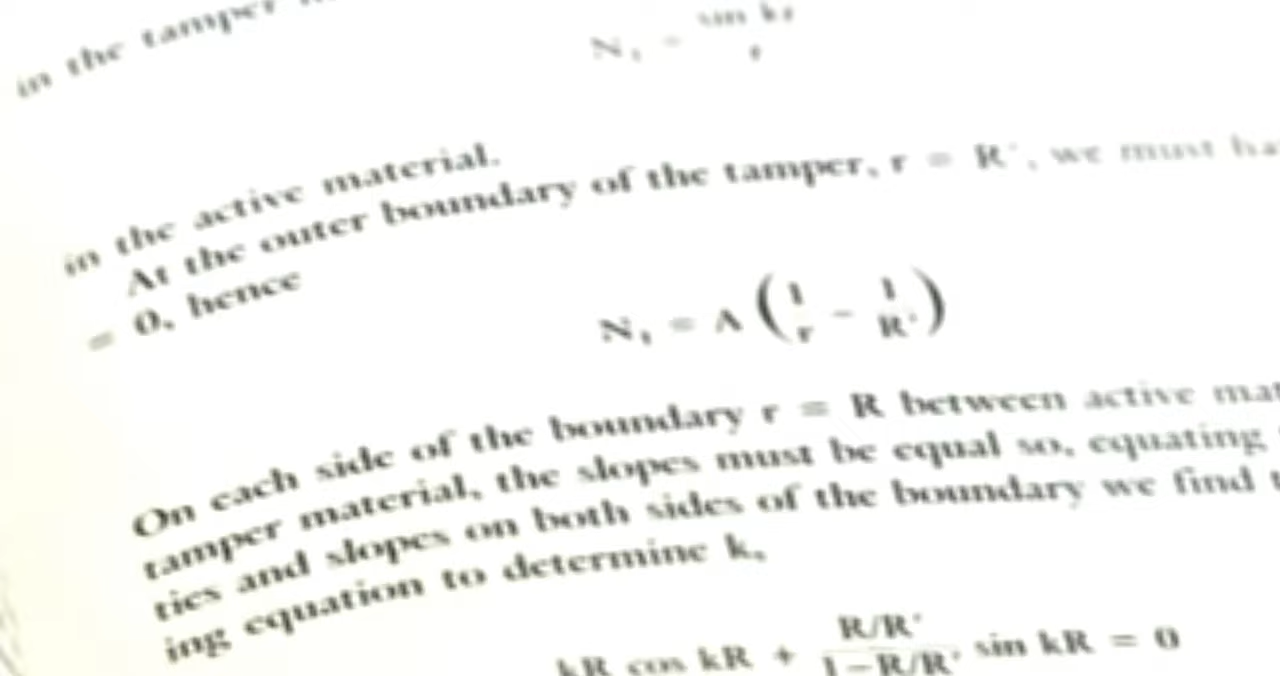 in the tamper
N₁ = sin kr / r
in the active material.
At the outer boundary of the tamper, r = R', we must
= 0, hence
N₁ = A (1/r - 1/R')
On each side of the boundary r = R between active
tamper material, the slopes must be equal so, equating
ties and slopes on both sides of the boundary we find
ing equation to determine k,
kR cos kR + (R/R')/(1-R/R') sin kR = 0